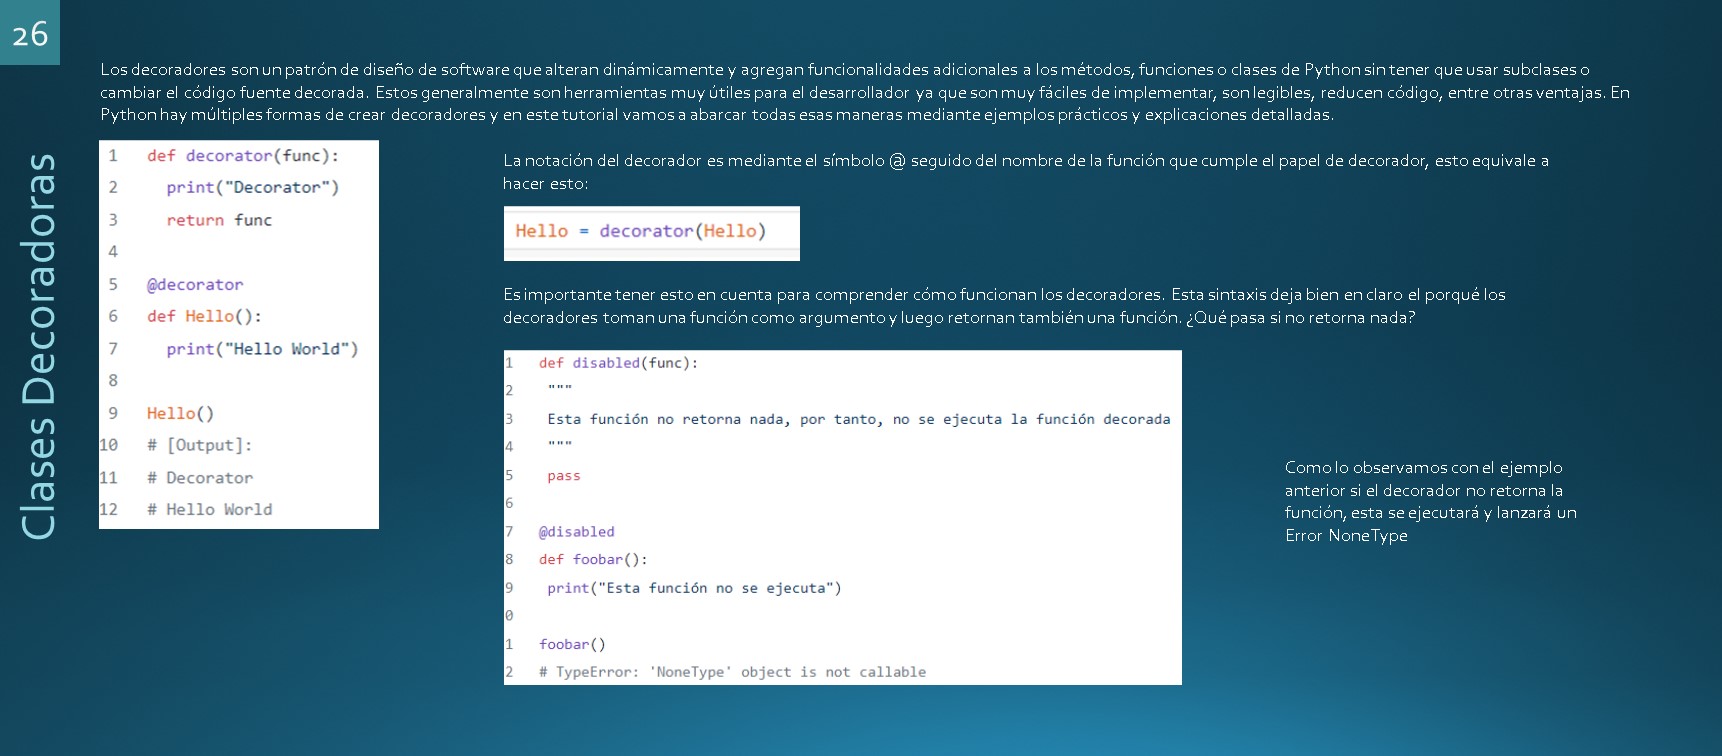 26
Clases Decoradoras
Los decoradores son un patrón de diseño de software que alteran dinámicamente y agregan funcionalidades adicionales a los métodos, funciones o clases de Python sin tener que usar subclases o
cambiar el código fuente decorada. Estos generalmente son herramientas muy útiles para el desarrollador ya que son muy fáciles de implementar, son legibles, reducen código, entre otras ventajas. En
Python hay múltiples formas de crear decoradores y en este tutorial vamos a abarcar todas esas maneras mediante ejemplos prácticos y explicaciones detalladas.
1 def decorator(func):
2   print("Decorator")
3   return func
4
5 @decorator
6 def Hello():
7   print("Hello World")
8
9 Hello()
10 # [Output]:
11 # Decorator
12 # Hello World
La notación del decorador es mediante el símbolo @ seguido del nombre de la función que cumple el papel de decorador, esto equivale a
hacer esto:
Hello = decorator(Hello)
Es importante tener esto en cuenta para comprender cómo funcionan los decoradores. Esta sintaxis deja bien en claro el porqué los
decoradores toman una función como argumento y luego retornan también una función. ¿Qué pasa si no retorna nada?
1 def disabled(func):
2  """
3  Esta función no retorna nada, por tanto, no se ejecuta la función decorada
4  """
5  pass
6
7 @disabled
8 def foobar():
9  print("Esta función no se ejecuta")
0
1 foobar()
2 # TypeError: 'NoneType' object is not callable
Como lo observamos con el ejemplo
anterior si el decorador no retorna la
función, esta se ejecutará y lanzará un
Error NoneType